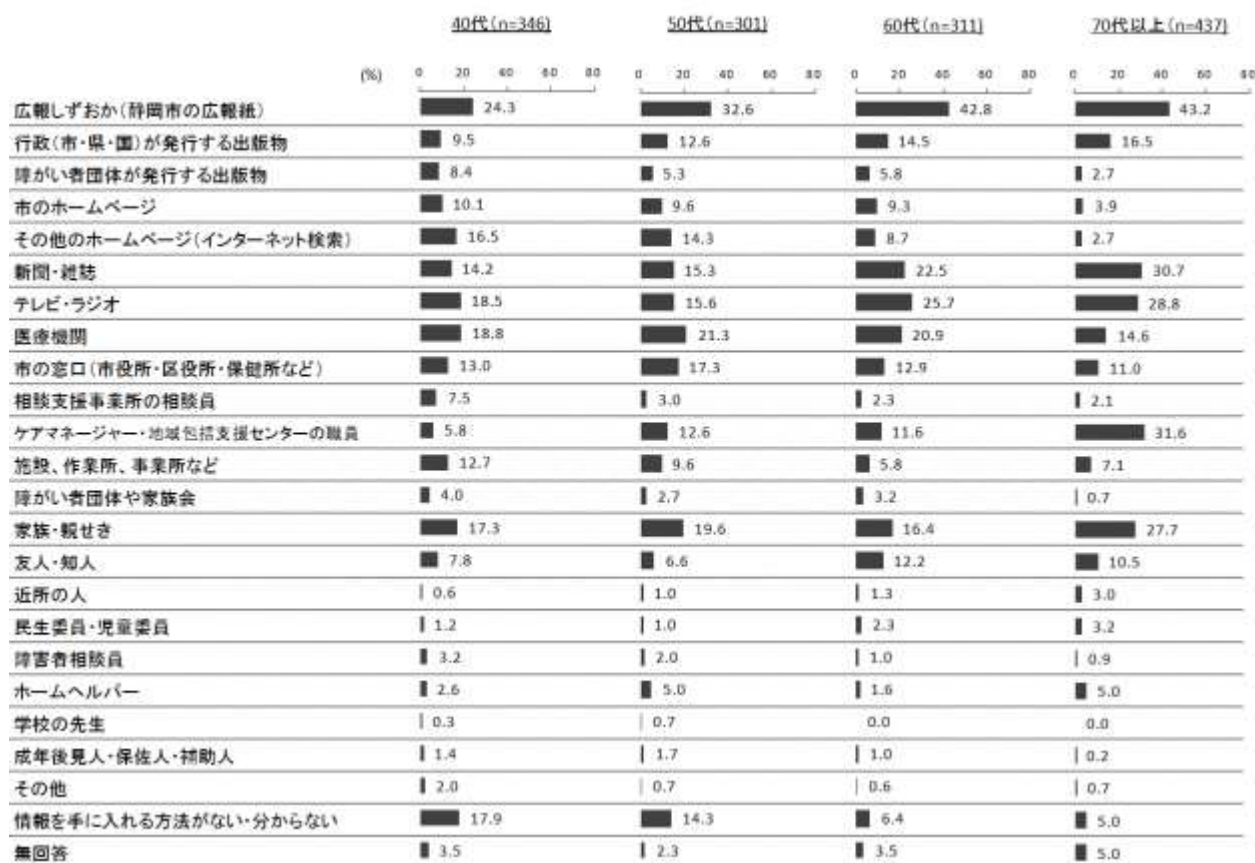 40代(n=346) 50代(n=301) 60代(n=311) 70代以上(n=437)
(%) 0 20 40 60 80 0 20 40 60 80 0 20 40 60 80 0 20 40 60 80
広報しずおか(静岡市の広報紙) 24.3 32.6 42.8 43.2
行政(市・県・国)が発行する出版物 9.5 12.6 14.5 16.5
障がい者団体が発行する出版物 8.4 5.3 5.8 2.7
市のホームページ 10.1 9.6 9.3 3.9
その他のホームページ(インターネット検索) 16.5 14.3 8.7 2.7
新聞・雑誌 14.2 15.3 22.5 30.7
テレビ・ラジオ 18.5 15.6 25.7 28.8
医療機関 18.8 21.3 20.9 14.6
市の窓口(市役所・区役所・保健所など) 13.0 17.3 12.9 11.0
相談支援事業所の相談員 7.5 3.0 2.3 2.1
ケアマネージャー・地域包括支援センターの職員 5.8 12.6 11.6 31.6
施設、作業所、事業所など 12.7 9.6 5.8 7.1
障がい者団体や家族会 4.0 2.7 3.2 0.7
家族・親せき 17.3 19.6 16.4 27.7
友人・知人 7.8 6.6 12.2 10.5
近所の人 0.6 1.0 1.3 3.0
民生委員・児童委員 1.2 1.0 2.3 3.2
障害者相談員 3.2 2.0 1.0 0.9
ホームヘルパー 2.6 5.0 1.6 5.0
学校の先生 0.3 0.7 0.0 0.0
成年後見人・保佐人・補助人 1.4 1.7 1.0 0.2
その他 2.0 0.7 0.6 0.7
情報を手に入れる方法がない・分からない 17.9 14.3 6.4 5.0
無回答 3.5 2.3 3.5 5.0